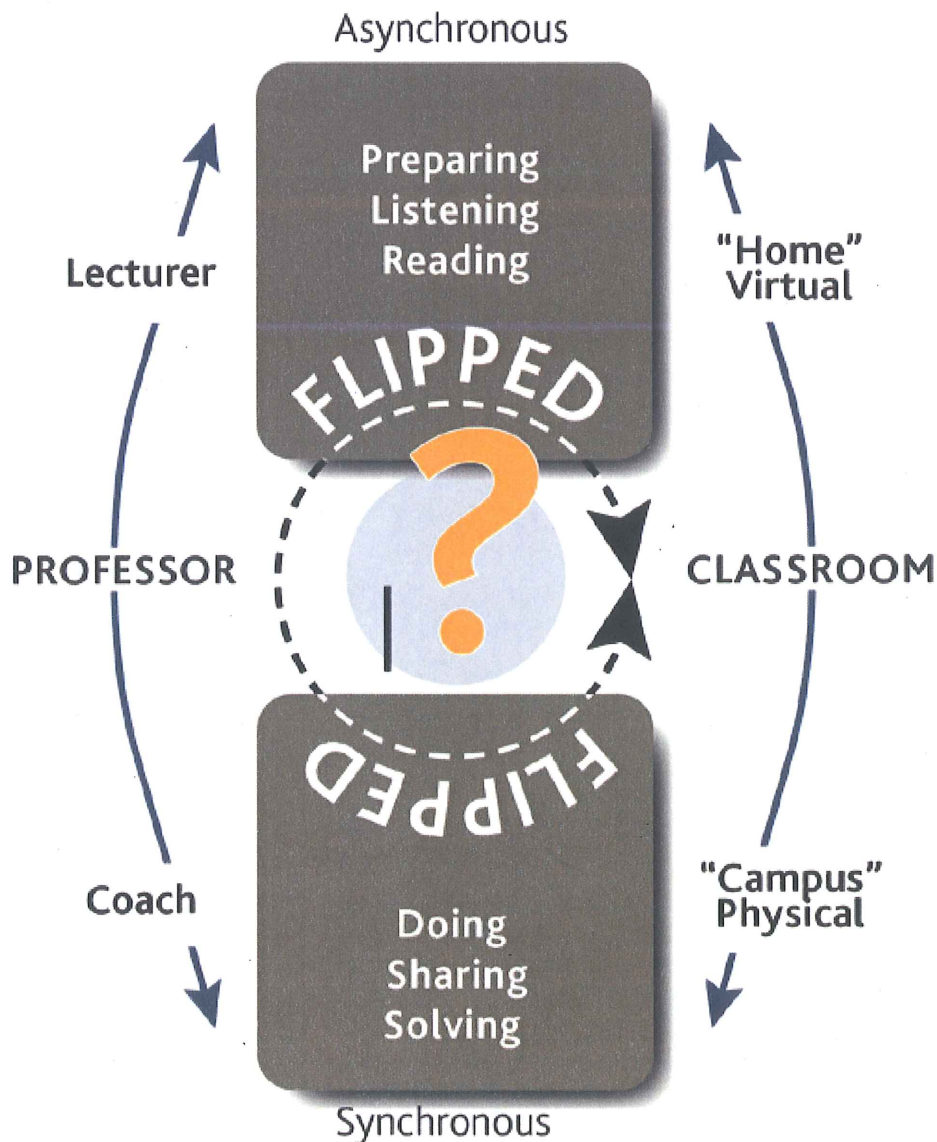 Asynchronous
Preparing
Listening
Reading
Lecturer
“Home”
Virtual
FLIPPED
?
PROFESSOR
CLASSROOM
FLIPPED
Coach
“Campus”
Physical
Doing
Sharing
Solving
Synchronous